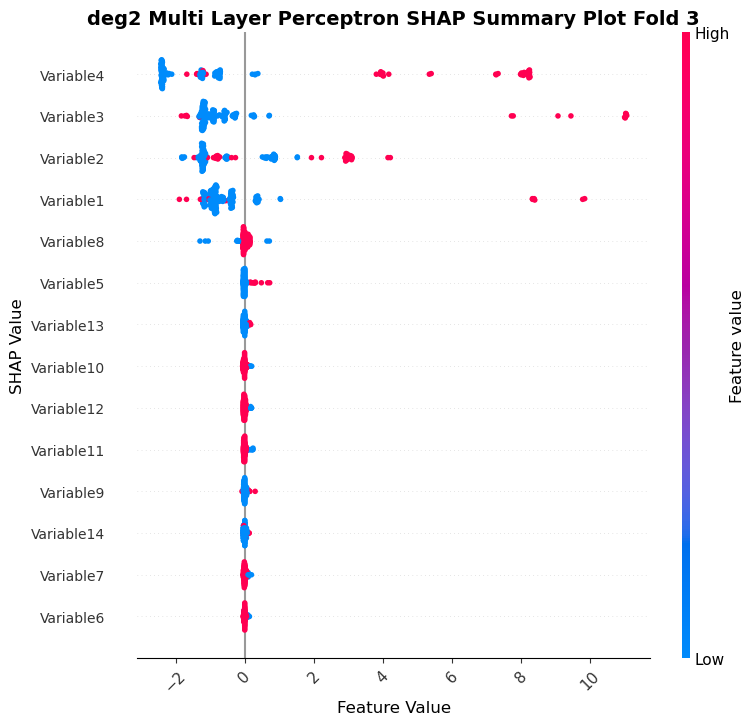 deg2 Multi Layer Perceptron SHAP Summary Plot Fold 3
High
Variable4
Variable3
Variable2
Variable1
Variable8
Variable5
Variable13
Variable10
Variable12
Variable11
Variable9
Variable14
Variable7
Variable6
SHAP Value
Feature value
Low
−2
0
2
4
6
8
10
Feature Value